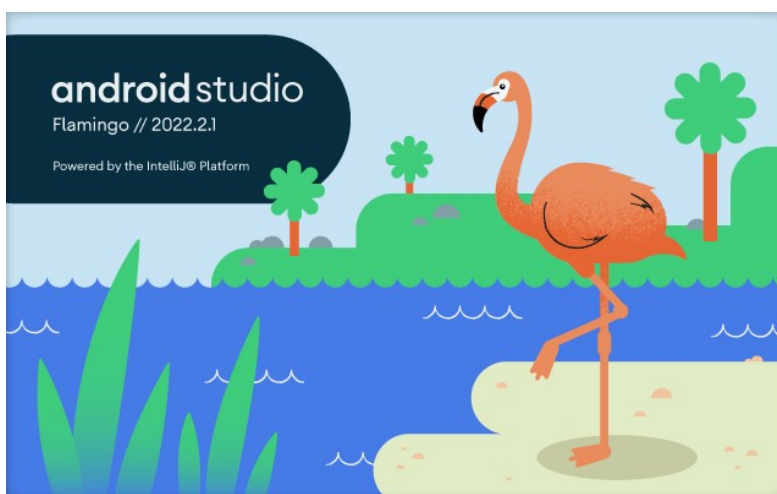 android studio
Flamingo // 2022.2.1
Powered by the IntelliJ® Platform